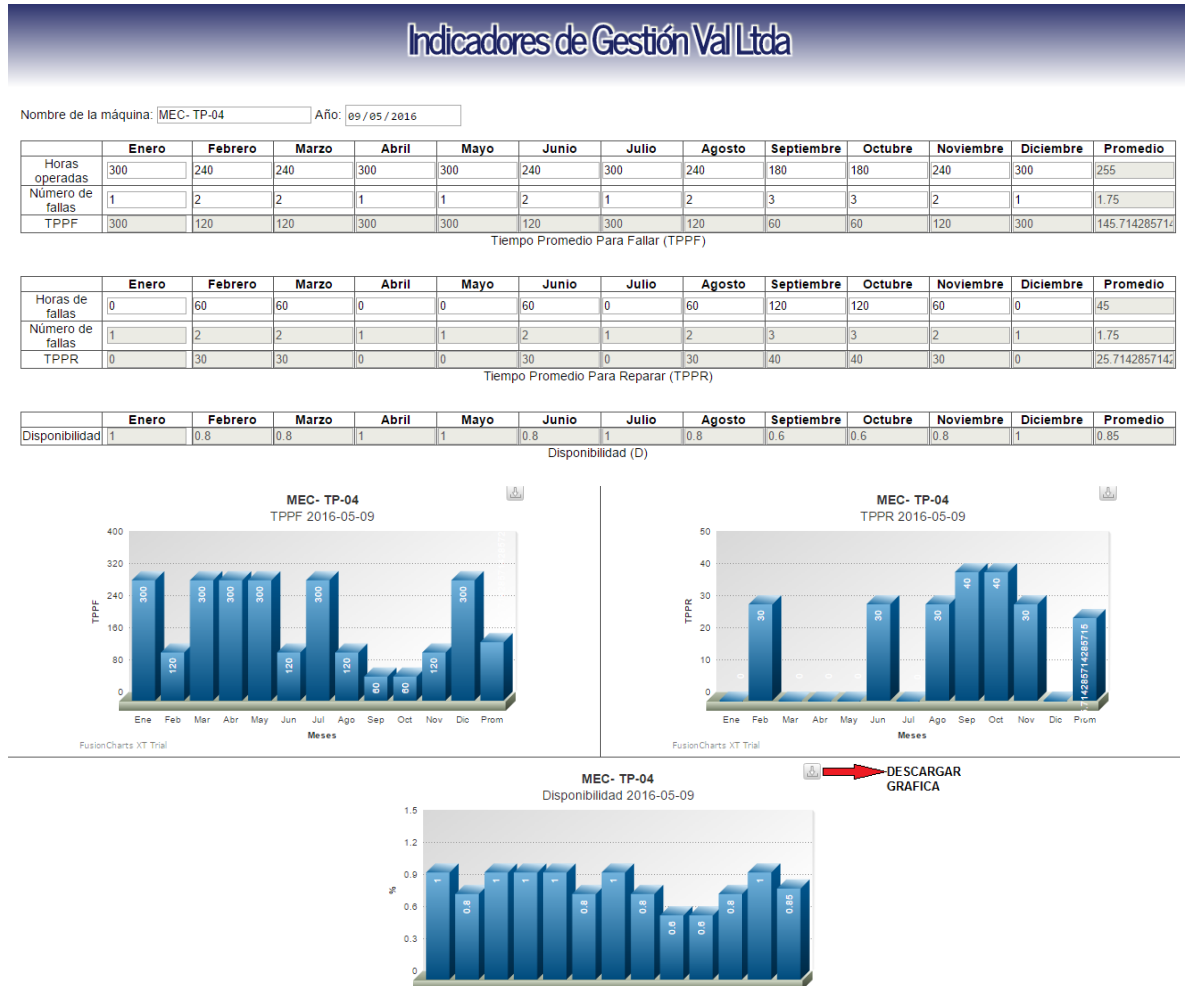 Indicadores de Gestión Val Ltda
Nombre de la máquina: MEC- TP-04 Año: 09/05/2016
Enero Febrero Marzo Abril Mayo Junio Julio Agosto Septiembre Octubre Noviembre Diciembre Promedio
Horas operadas 300 240 240 300 300 240 300 240 180 180 240 300 255
Número de fallas 1 2 2 1 1 2 1 2 3 3 2 1 1.75
TPPF 300 120 120 300 300 120 300 120 60 60 120 300 145.71428571
Tiempo Promedio Para Fallar (TPPF)
Enero Febrero Marzo Abril Mayo Junio Julio Agosto Septiembre Octubre Noviembre Diciembre Promedio
Horas de fallas 0 60 60 0 0 60 0 60 120 120 60 0 45
Número de fallas 1 2 2 1 1 2 1 2 3 3 2 1 1.75
TPPR 0 30 30 0 0 30 0 30 40 40 30 0 25.714285714
Tiempo Promedio Para Reparar (TPPR)
Enero Febrero Marzo Abril Mayo Junio Julio Agosto Septiembre Octubre Noviembre Diciembre Promedio
Disponibilidad 1 0.8 0.8 1 1 0.8 1 0.8 0.6 0.6 0.8 1 0.85
Disponibilidad (D)
MEC- TP-04
TPPF 2016-05-09
400
320
240
160
80
0
TPPF
300 120 300 300 300 120 300 120 60 60 120 300
Ene Feb Mar Abr May Jun Jul Ago Sep Oct Nov Dic Prom
Meses
FusionCharts XT Trial
MEC- TP-04
TPPR 2016-05-09
50
40
30
20
10
0
TPPR
0 30 0 0 0 30 0 30 40 40 30
Ene Feb Mar Abr May Jun Jul Ago Sep Oct Nov Dic Prom
Meses
FusionCharts XT Trial
DESCARGAR
GRAFICA
MEC- TP-04
Disponibilidad 2016-05-09
1.5
1.2
0.9
0.6
0.3
0
%
1 0.8 1 1 1 0.8 1 0.8 0.6 0.6 0.8 1 0.85